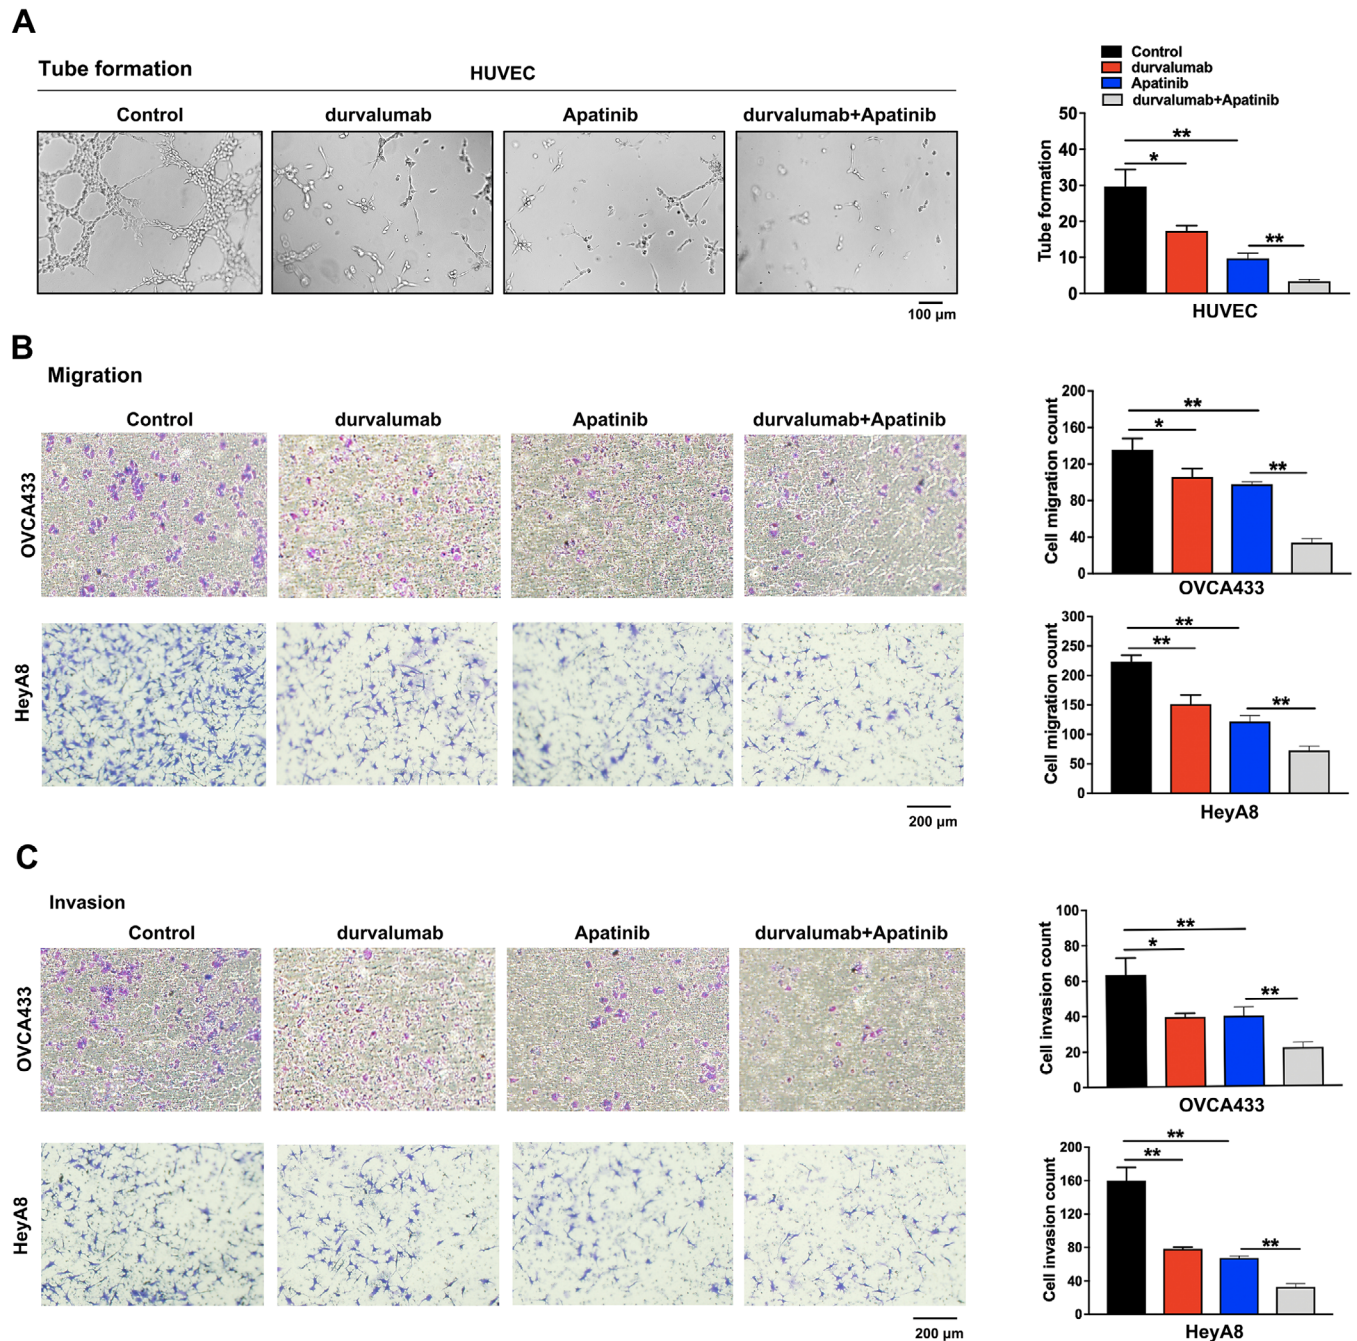 A
Tube formation
HUVEC
Control durvalumab Apatinib durvalumab+Apatinib
100 µm
Control
durvalumab
Apatinib
durvalumab+Apatinib
Tube formation
50
40
30
20
10
0
**
*
**
HUVEC
B
Migration
Control durvalumab Apatinib durvalumab+Apatinib
OVCA433
HeyA8
200 µm
Cell migration count
200
160
120
80
40
0
**
*
**
OVCA433
Cell migration count
300
250
200
150
100
50
0
**
**
**
HeyA8
C
Invasion
Control durvalumab Apatinib durvalumab+Apatinib
OVCA433
HeyA8
200 µm
Cell invasion count
100
80
60
40
20
0
**
*
**
OVCA433
Cell invasion count
200
160
120
80
40
0
**
**
**
HeyA8